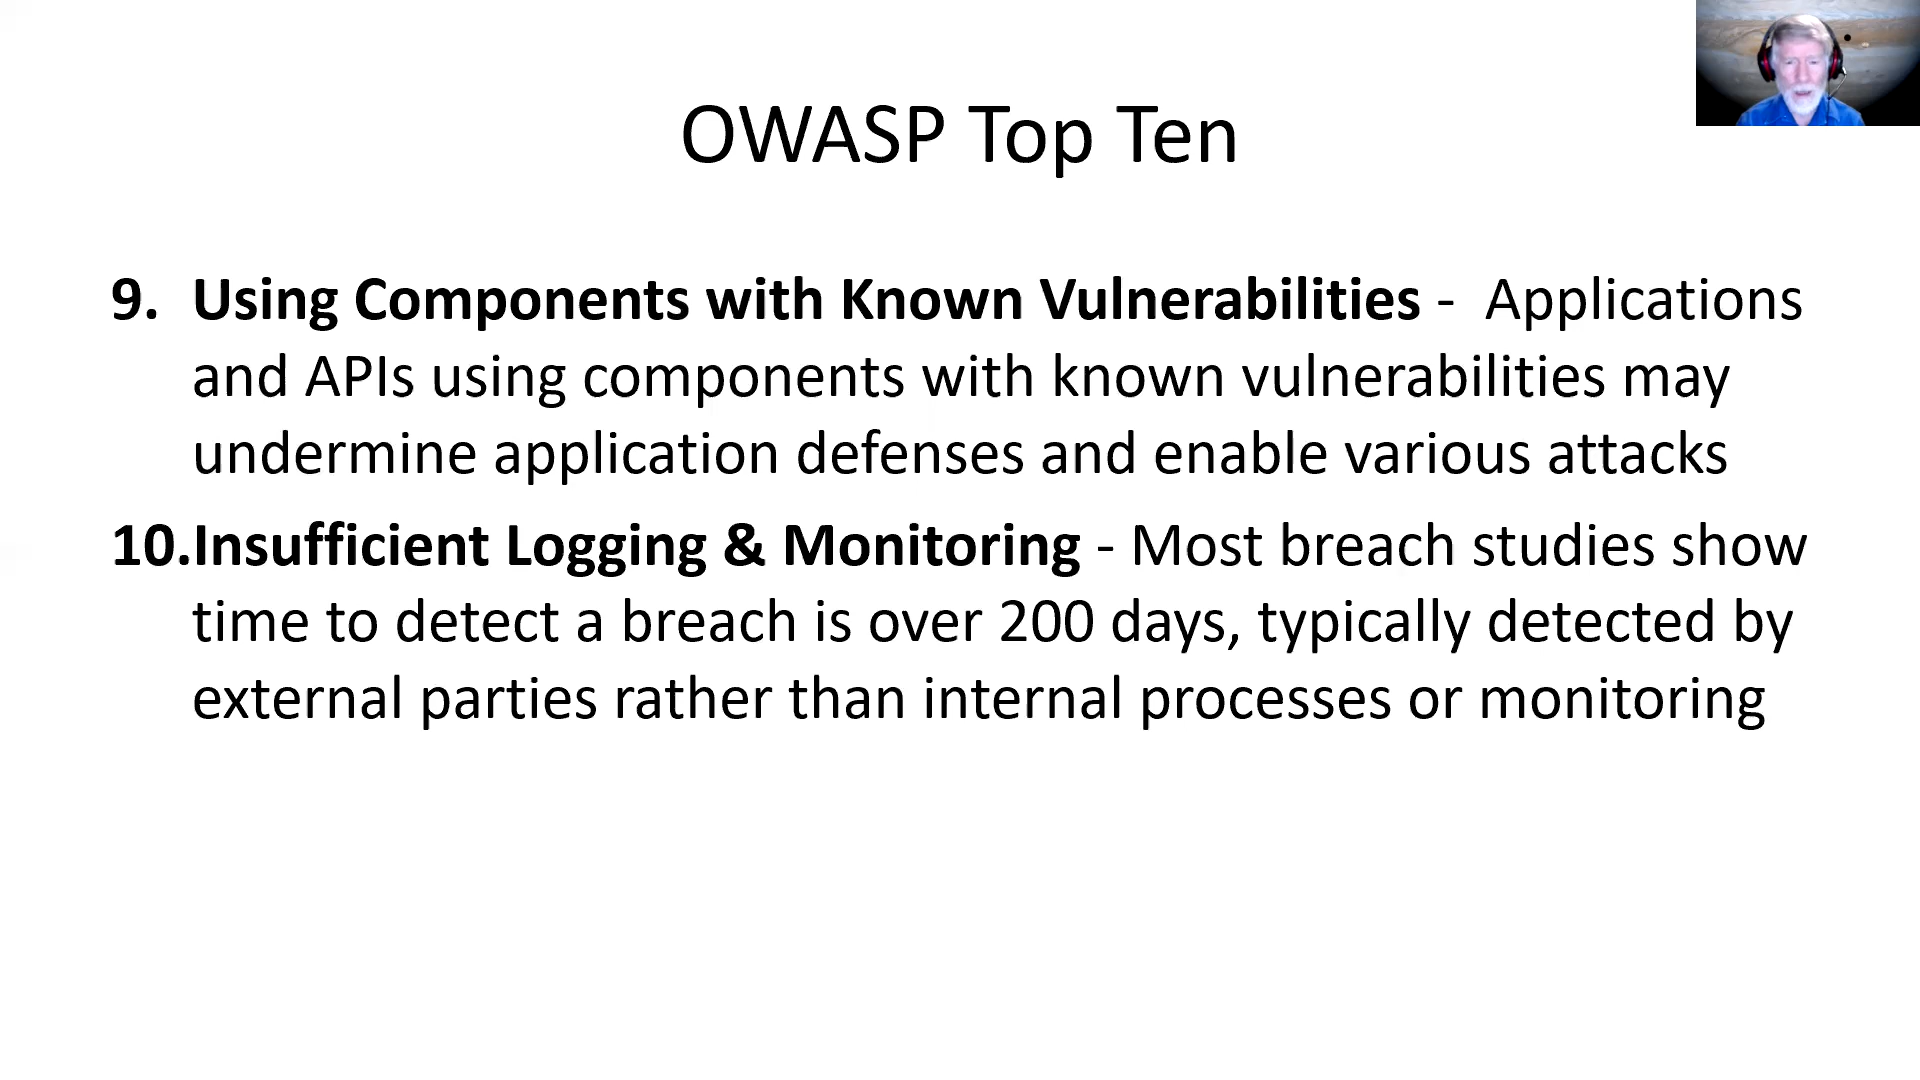 OWASP Top Ten
9. Using Components with Known Vulnerabilities - Applications
and APIs using components with known vulnerabilities may
undermine application defenses and enable various attacks
10.Insufficient Logging & Monitoring - Most breach studies show
time to detect a breach is over 200 days, typically detected by
external parties rather than internal processes or monitoring